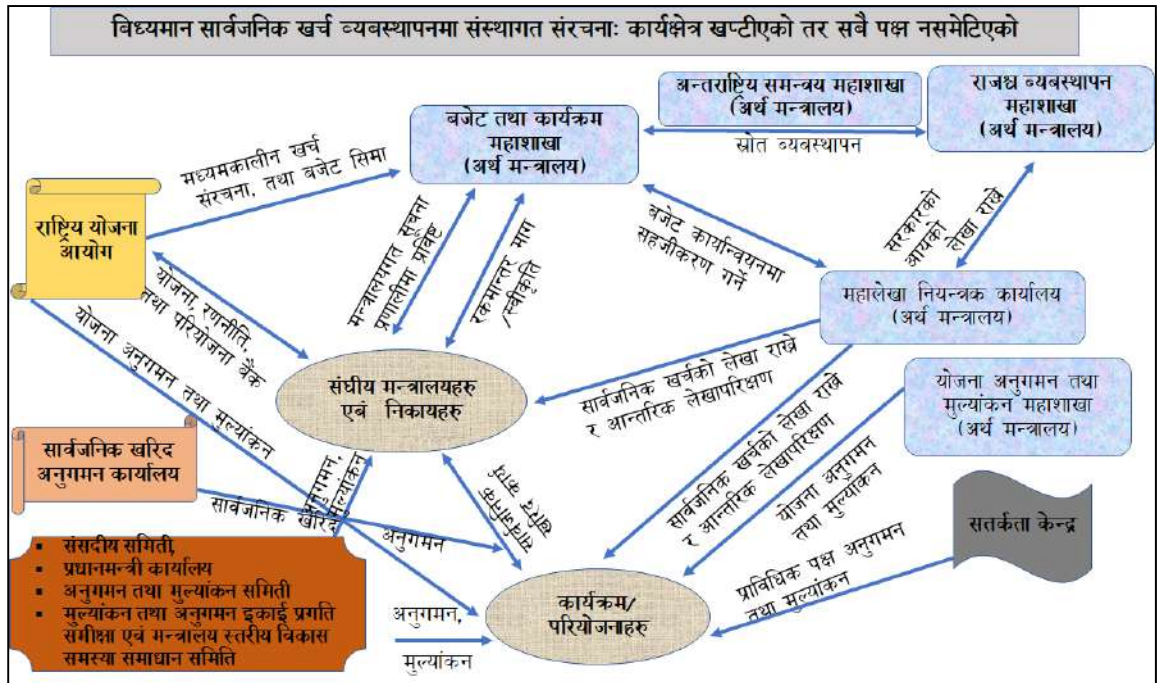 बिध्यमान सार्वजनिक खर्च ब्यबस्थापनमा संस्थागत संरचनाः कार्यक्षेत्र खप्टीएको तर सबै पक्ष नसमेटिएको
अन्तराष्ट्रिय समन्वय महाशाखा
(अर्थ मन्त्रालय)
राजश्व ब्यबस्थापन
महाशाखा
(अर्थ मन्त्रालय)
बजेट तथा कार्यक्रम
महाशाखा
(अर्थ मन्त्रालय)
स्रोत ब्यबस्थापन
मध्यमकालीन खर्च
संरचना, तथा बजेट सिमा
राष्ट्रिय योजना
आयोग
मन्त्रालयगत सूचना
प्रणालीमा प्रविष्ट
रकमान्तर माग
/स्वीकृति
बजेट कार्यान्वियनमा
सहजीकरण गर्ने
सरकारको
आयको
लेखा राखे
महालेखा नियन्त्रक कार्यालय
(अर्थ मन्त्रालय)
योजना, रणनीति,
तथा परियोजना बैंक
योजना अनुगमन तथा मुल्यांकन
संघीय मन्त्रालयहरु
एबं निकायहरु
सार्वजनिक खर्चको लेखा राखे
र आन्तरिक लेखापरिक्षण
योजना अनुगमन तथा
मुल्यांकन महाशाखा
(अर्थ मन्त्रालय)
सार्वजनिक खरिद
अनुगमन कार्यालय
सार्वजनिक खरिद
अनुगमन
अनुगमन,
मुल्यांकन
सार्वजनिक
खरिद कार्य
सार्वजनिक खर्चको लेखा राखे
र आन्तरिक लेखापरिक्षण
योजना अनुगमन
तथा मुल्यांकन
सतर्कता केन्द्र
प्राविधिक पक्ष अनुगमन
तथा मुल्यांकन
▪ संसदीय समिती,
▪ प्रधानमन्त्री कार्यालय
▪ अनुगमन तथा मुल्यांकन समिती
▪ मुल्यांकन तथा अनुगमन इकाई प्रगति
समीक्षा एबं मन्त्रालय स्तरीय विकास
समस्या समाधान समिति
अनुगमन,
मुल्यांकन
कार्यक्रम/
परियोजनाहरु